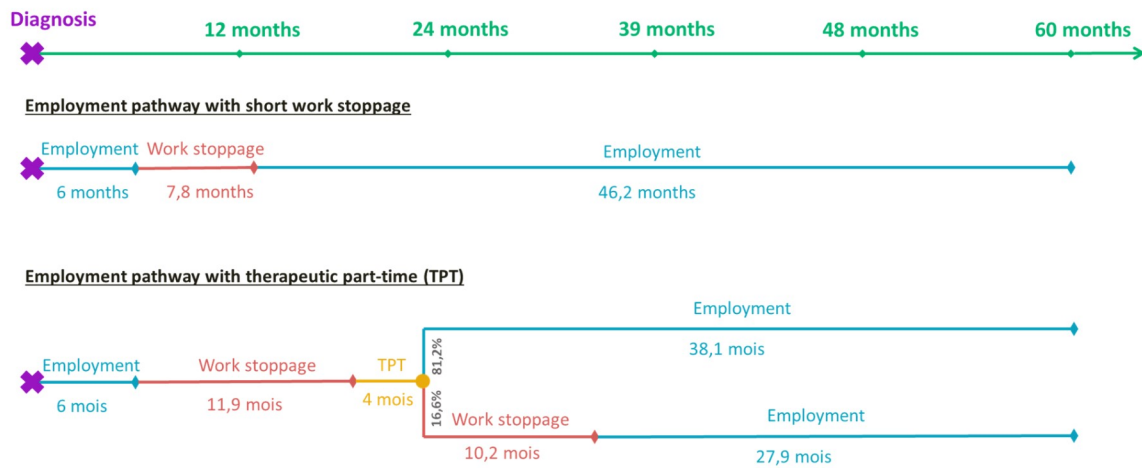 Diagnosis
12 months
24 months
39 months
48 months
60 months
Employment pathway with short work stoppage
Employment
Work stoppage
Employment
6 months
7,8 months
46,2 months
Employment pathway with therapeutic part-time (TPT)
Employment
38,1 mois
81,2%
Employment
Work stoppage
TPT
6 mois
11,9 mois
4 mois
16,6%
Work stoppage
Employment
10,2 mois
27,9 mois